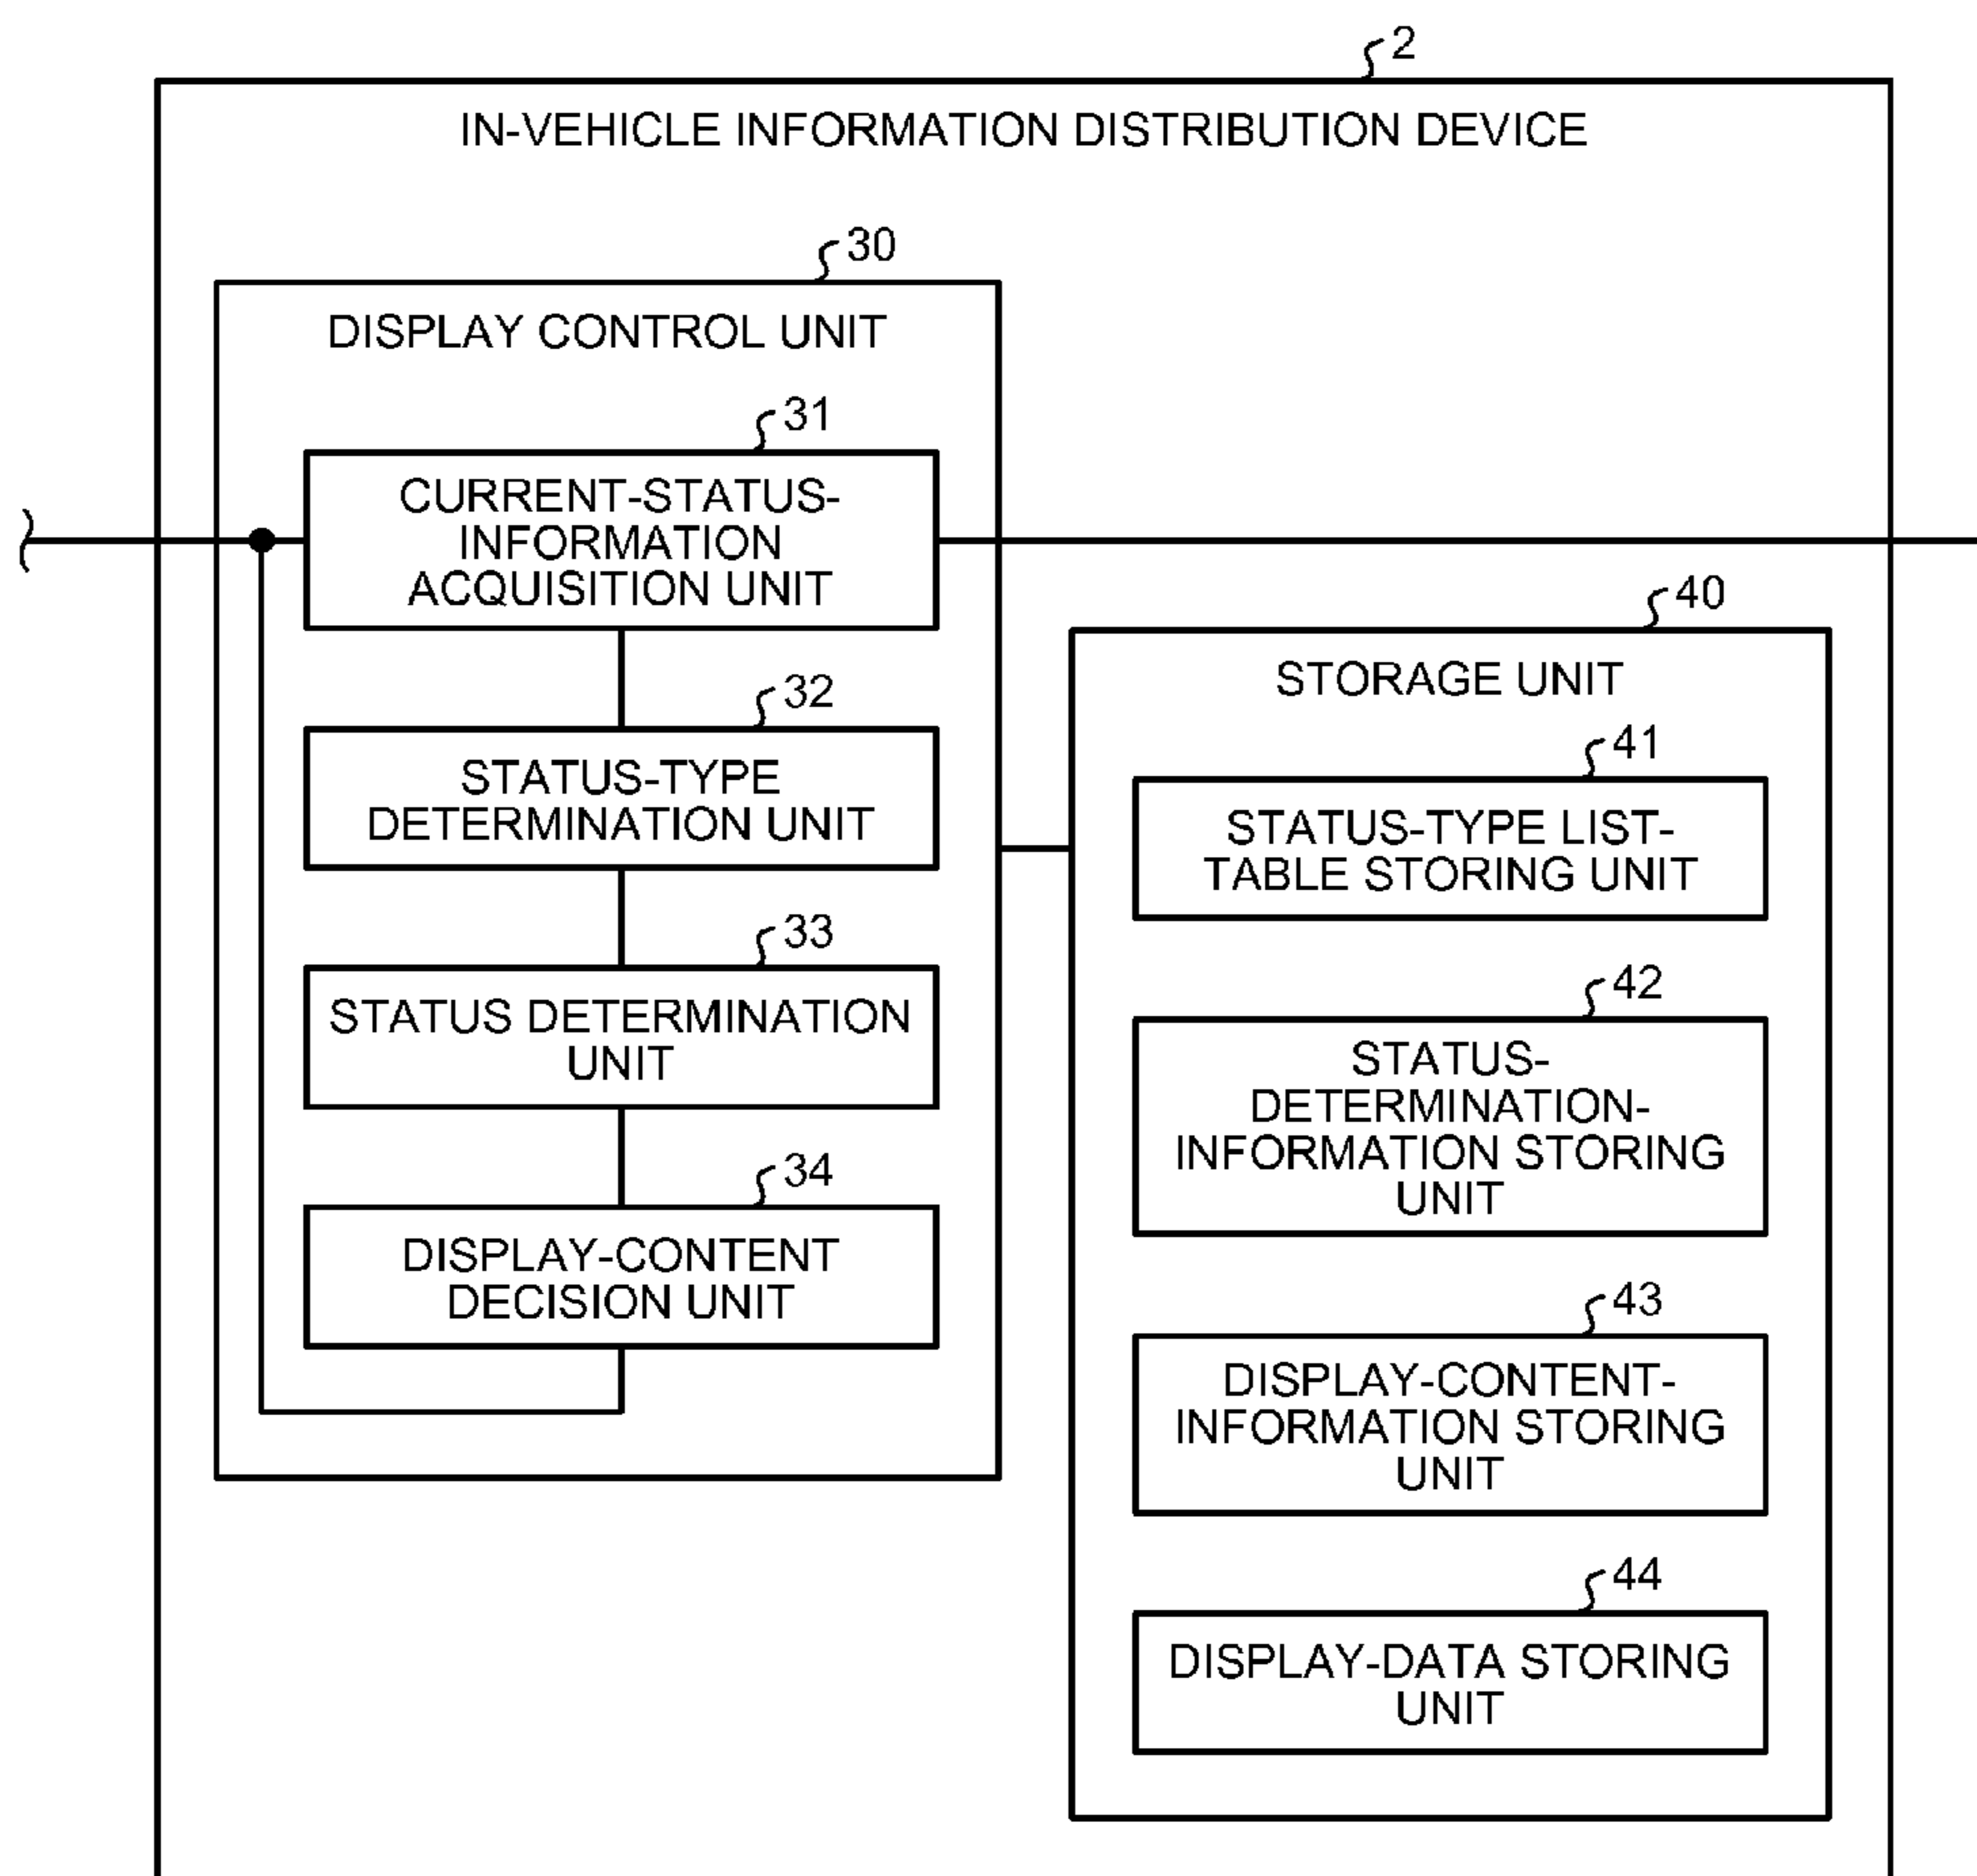 2
IN-VEHICLE INFORMATION DISTRIBUTION DEVICE
30
DISPLAY CONTROL UNIT
31
CURRENT-STATUS-
INFORMATION
ACQUISITION UNIT
32
STATUS-TYPE
DETERMINATION UNIT
33
STATUS DETERMINATION
UNIT
34
DISPLAY-CONTENT
DECISION UNIT
40
STORAGE UNIT
41
STATUS-TYPE LIST-
TABLE STORING UNIT
42
STATUS-
DETERMINATION-
INFORMATION STORING
UNIT
43
DISPLAY-CONTENT-
INFORMATION STORING
UNIT
44
DISPLAY-DATA STORING
UNIT